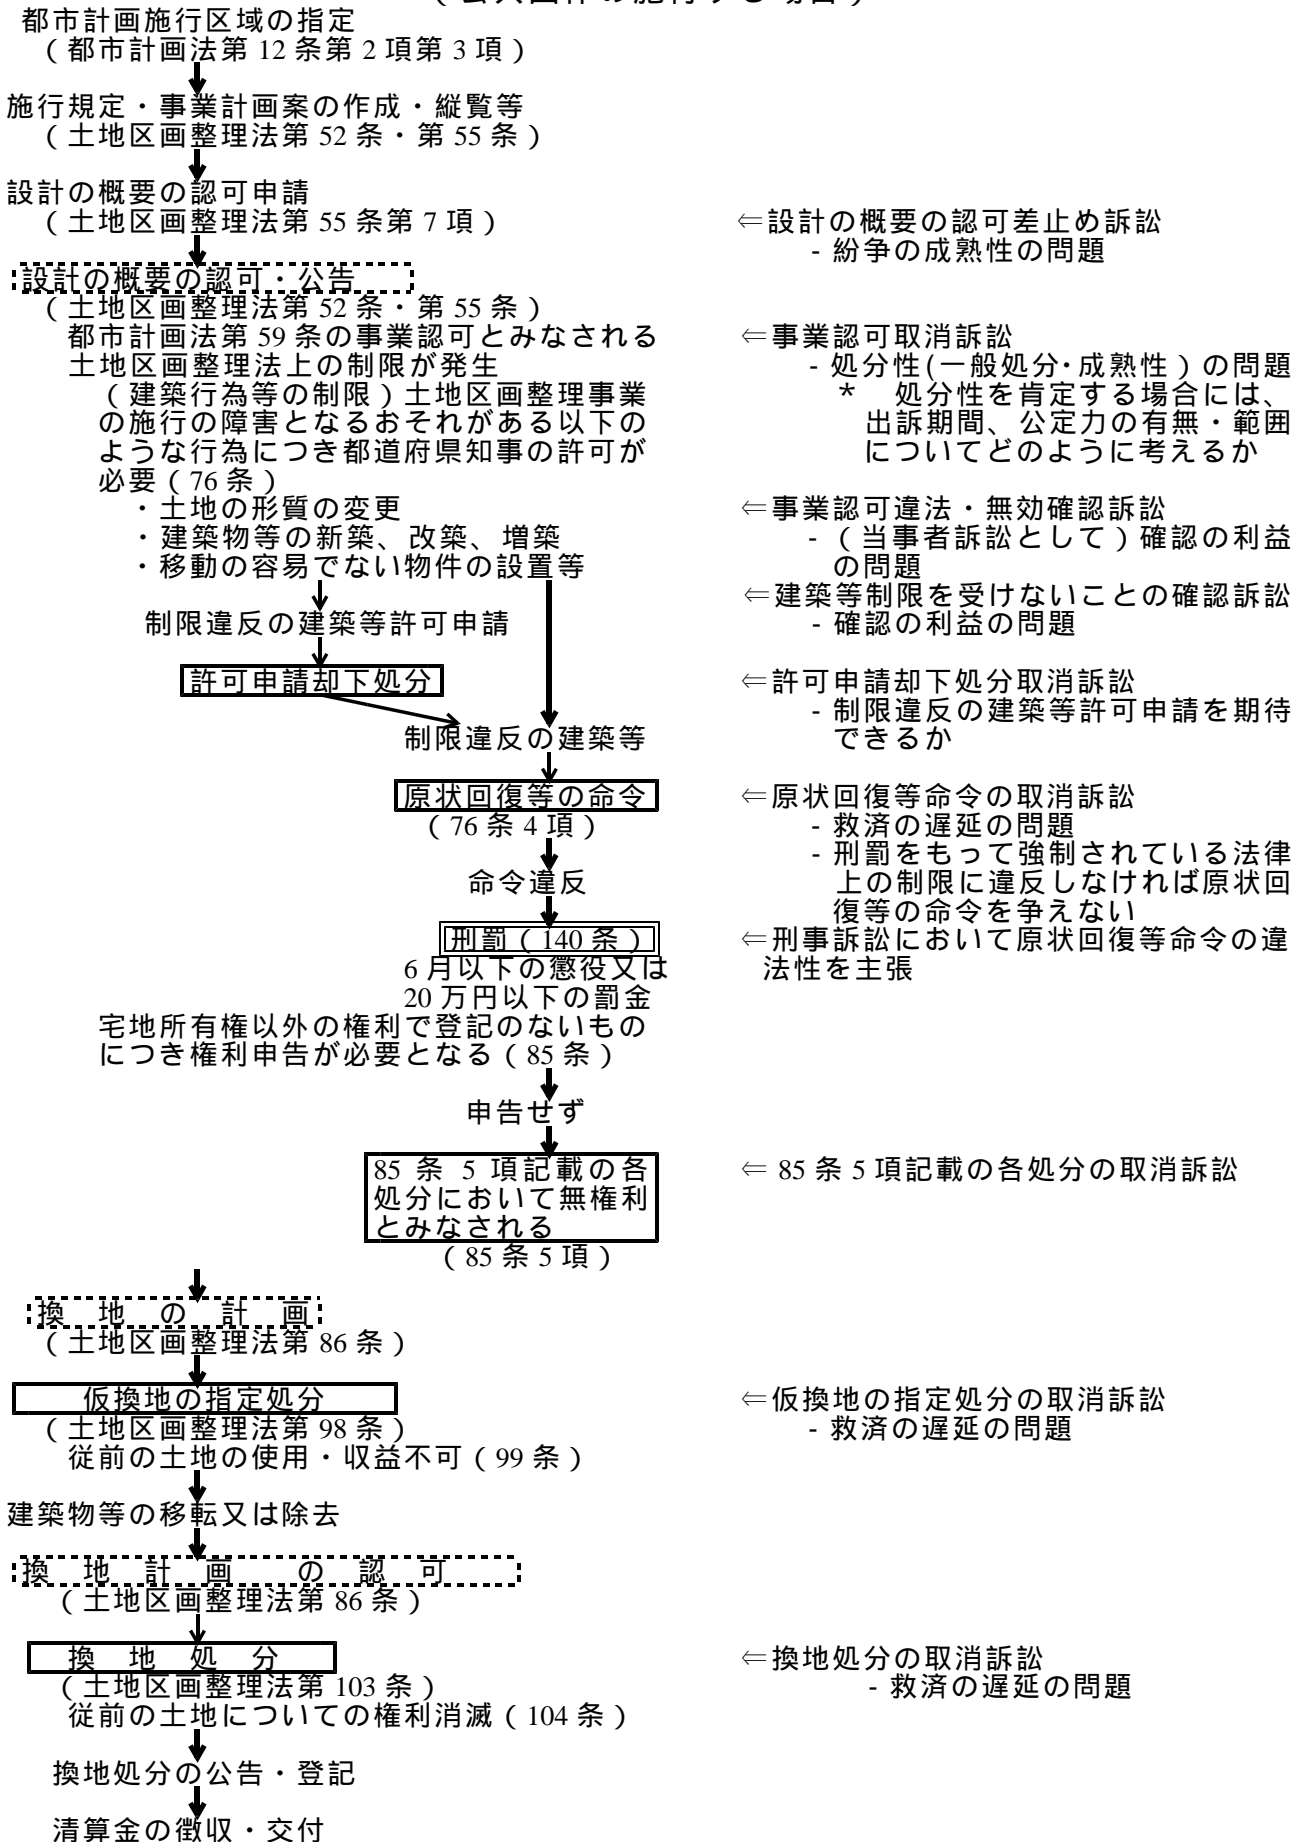 (公共団体の施行する場合)
都市計画施行区域の指定
(都市計画法第 12 条第 2 項第 3 項)
施行規定・事業計画案の作成・縦覧等
(土地区画整理法第 52 条・第 55 条)
設計の概要の認可申請
(土地区画整理法第 55 条第 7 項)
⇐設計の概要の認可差止め訴訟
- 紛争の成熟性の問題
設計の概要の認可・公告
(土地区画整理法第 52 条・第 55 条)
都市計画法第 59 条の事業認可とみなされる
⇐事業認可取消訴訟
土地区画整理法上の制限が発生
- 処分性(一般処分・成熟性)の問題
(建築行為等の制限)土地区画整理事業
* 処分性を肯定する場合には、
の施行の障害となるおそれがある以下の
出訴期間、公定力の有無・範囲
ような行為につき都道府県知事の許可が
についてどのように考えるか
必要(76 条)
・土地の形質の変更
⇐事業認可違法・無効確認訴訟
・建築物等の新築、改築、増築
- (当事者訴訟として)確認の利益
・移動の容易でない物件の設置等
の問題
⇐建築等制限を受けないことの確認訴訟
制限違反の建築等許可申請
- 確認の利益の問題
許可申請却下処分
⇐許可申請却下処分取消訴訟
- 制限違反の建築等許可申請を期待
制限違反の建築等
できるか
原状回復等の命令
⇐原状回復等命令の取消訴訟
(76 条 4 項)
- 救済の遅延の問題
- 刑罰をもって強制されている法律
命令違反
上の制限に違反しなければ原状回
復等の命令を争えない
刑罰(140 条)
⇐刑事訴訟において原状回復等命令の違
6 月以下の懲役又は
法性を主張
20 万円以下の罰金
宅地所有権以外の権利で登記のないもの
につき権利申告が必要となる(85 条)
申告せず
85 条 5 項記載の各
⇐ 85 条 5 項記載の各処分の取消訴訟
処分において無権利
とみなされる
(85 条 5 項)
換 地 の 計 画
(土地区画整理法第 86 条)
仮換地の指定処分
⇐仮換地の指定処分の取消訴訟
(土地区画整理法第 98 条)
- 救済の遅延の問題
従前の土地の使用・収益不可(99 条)
建築物等の移転又は除去
換 地 計 画 の 認 可
(土地区画整理法第 86 条)
換 地 処 分
⇐換地処分の取消訴訟
(土地区画整理法第 103 条)
- 救済の遅延の問題
従前の土地についての権利消滅(104 条)
換地処分の公告・登記
清算金の徴収・交付